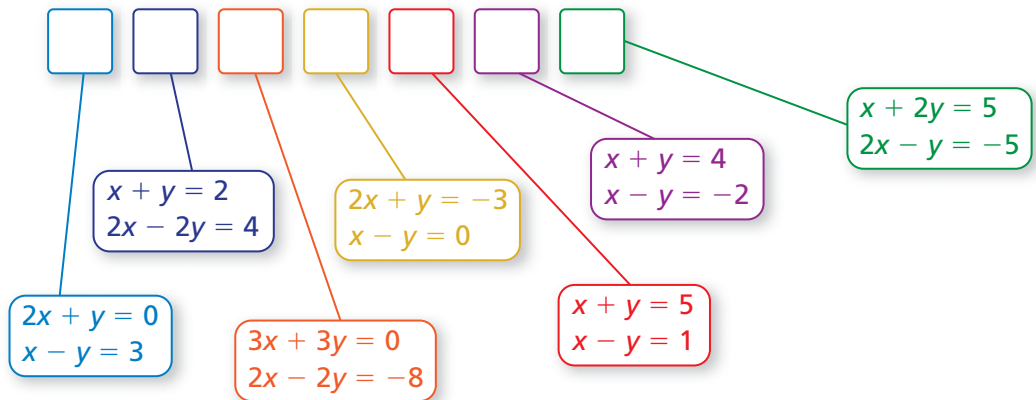 x + 2y = 5
2x − y = −5
x + y = 4
x − y = −2
x + y = 2
2x − 2y = 4
2x + y = −3
x − y = 0
2x + y = 0
x − y = 3
3x + 3y = 0
2x − 2y = −8
x + y = 5
x − y = 1